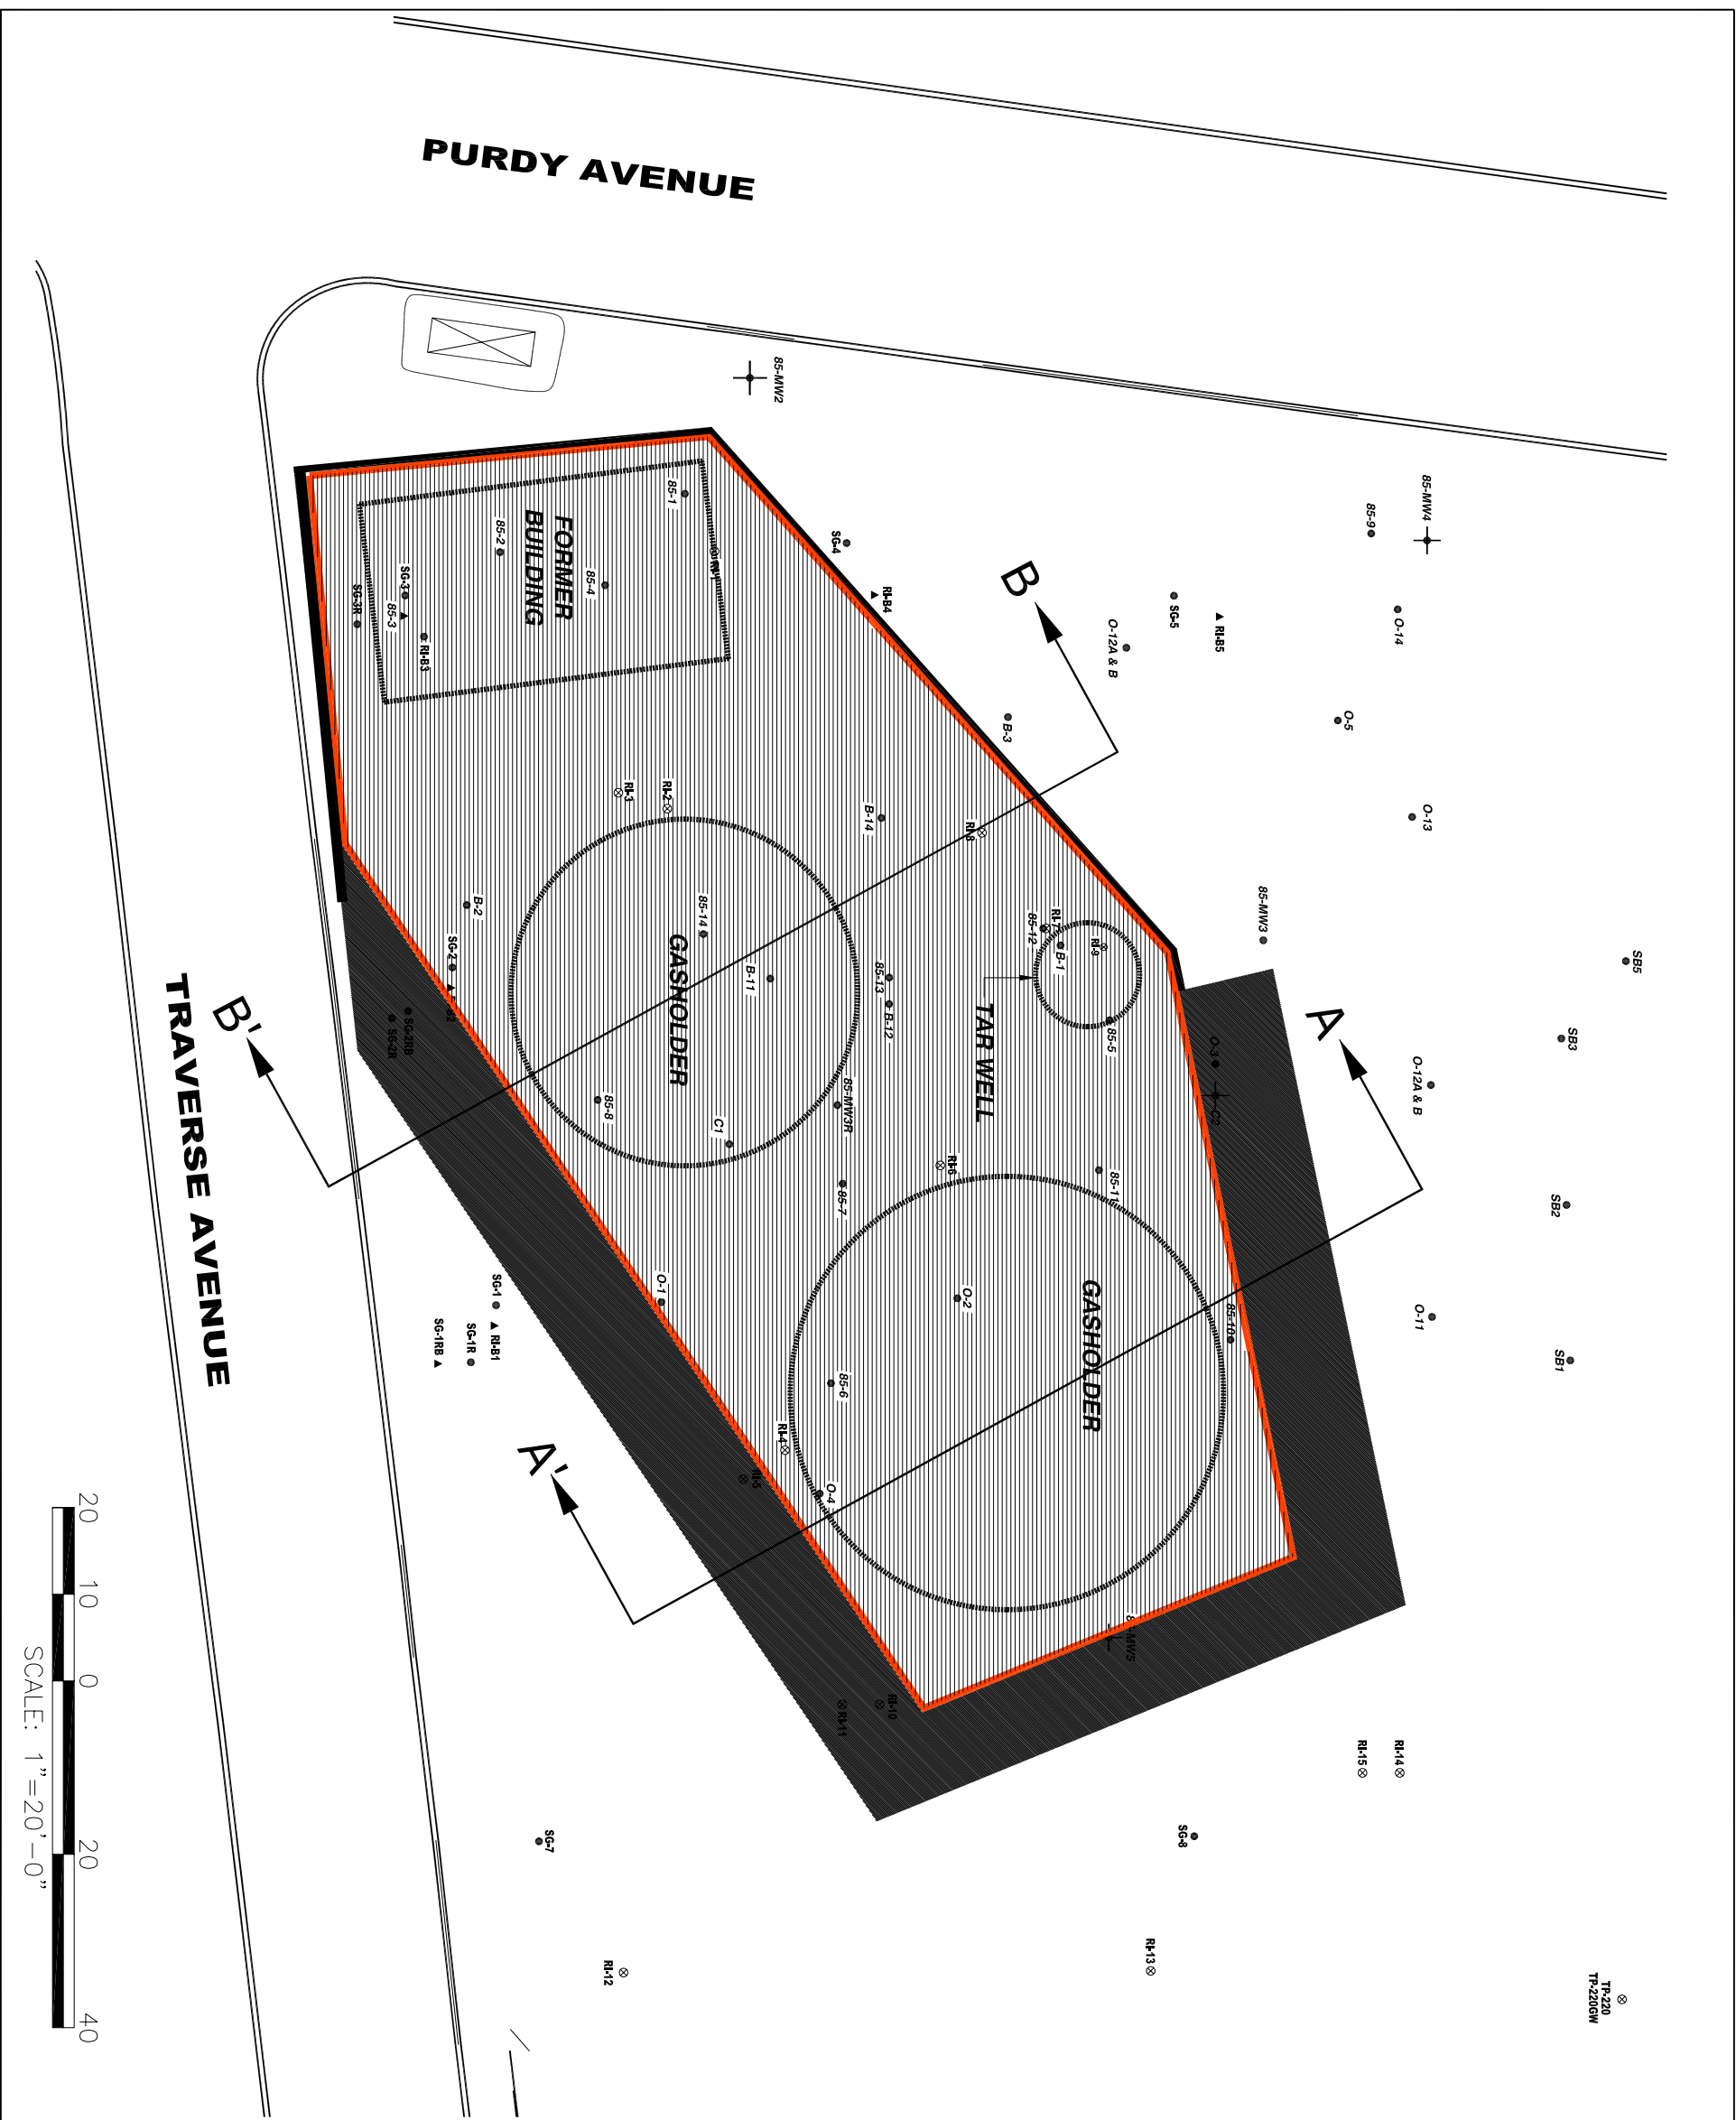 PURDY AVENUE
85-MW2
85-MW4
85-9
SG-4
RI-B4
B
SG-5
RI-B5
O-12A & B
O-14
O-5
B-3
O-13
85-MW3
SB5
SB3
O-12A & B
SB2
O-11
SB1
A
85-1
RI-1
85-2
FORMER
BUILDING
85-4
SG-3
85-3
SG-3R
RI-B3
RI-3
RI-2
B-14
RI-8
B-2
SG-2
SG-2RB
SG-2R
85-14
GASHOLDER
B-11
85-13
B-12
85-12
RI-7
B-1
RI-9
85-5
TAR WELL
O-3
C2
85-8
C1
85-MW3R
85-7
RI-6
85-11
B'
TRAVERSE AVENUE
SG-1
RI-B1
SG-1R
SG-1RB
O-1
O-2
GASHOLDER
85-10
85-6
RI-4
RI-5
O-4
A'
RI-10
RI-11
RI-15
RI-14
SG-7
SG-8
RI-12
RI-13
TP-220
TP-220GW
20 10 0 20 40
SCALE: 1"=20'-0"